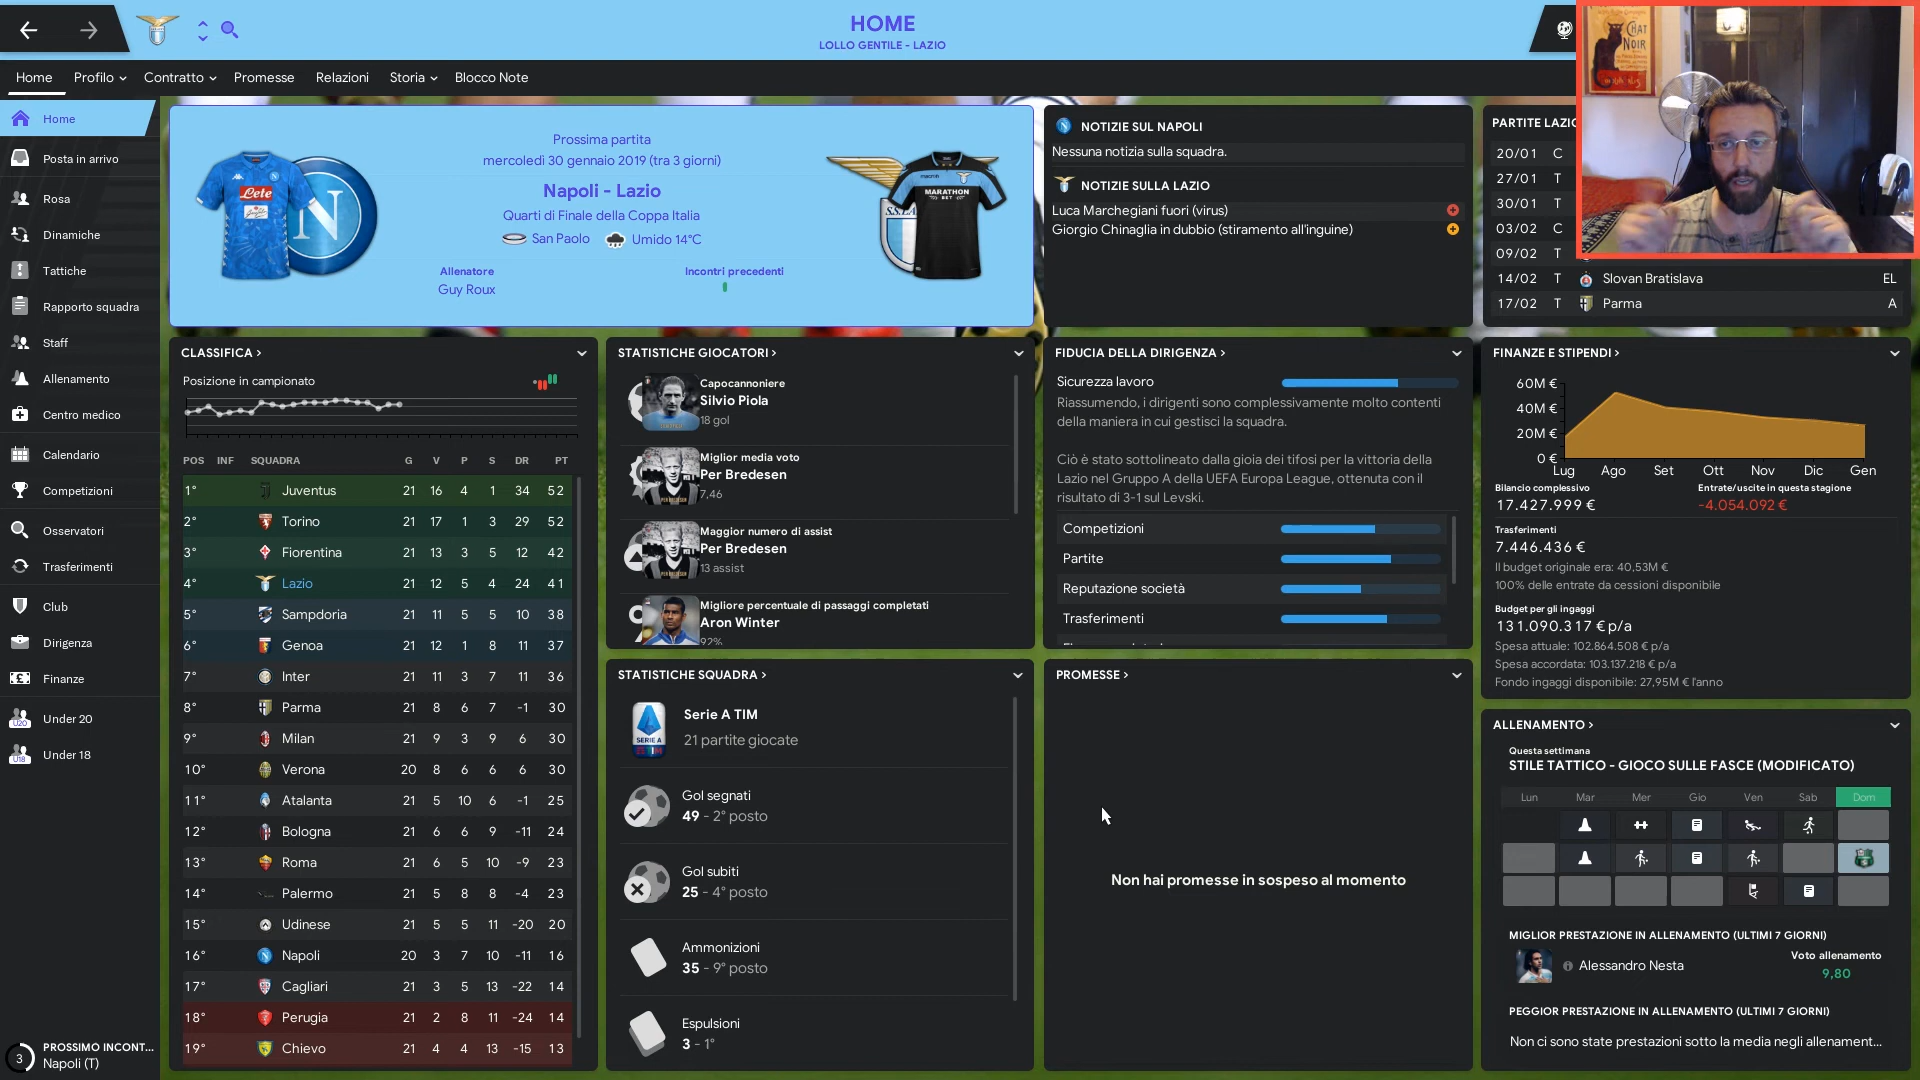 HOME
LOLLO GENTILE - LAZIO
Home
Profilo
Contratto
Promesse
Relazioni
Storia
Blocco Note
Home
Posta in arrivo
Rosa
Dinamiche
Tattiche
Rapporto squadra
Staff
Allenamento
Centro medico
Calendario
Competizioni
Osservatori
Trasferimenti
Club
Dirigenza
Finanze
U20 Under 20
U18 Under 18
3
PROSSIMO INCONT...
Napoli (T)
Prossima partita
mercoledì 30 gennaio 2019 (tra 3 giorni)
Napoli - Lazio
Quarti di Finale della Coppa Italia
San Paolo
Umido 14°C
Allenatore
Guy Roux
Incontri precedenti
Lete
N
MARATHON
BET
NOTIZIE SUL NAPOLI
Nessuna notizia sulla squadra.
NOTIZIE SULLA LAZIO
Luca Marchegiani fuori (virus)
Giorgio Chinaglia in dubbio (stiramento all'inguine)
PARTITE LAZIO
20/01 C
27/01 T
30/01 T
03/02 C
09/02 T
14/02 T Slovan Bratislava EL
17/02 T Parma A
CHAT
NOIR
CLASSIFICA >
Posizione in campionato
POS INF SQUADRA G V P S DR PT
1° Juventus 21 16 4 1 34 52
2° Torino 21 17 1 3 29 52
3° Fiorentina 21 13 3 5 12 42
4° Lazio 21 12 5 4 24 41
5° Sampdoria 21 11 5 5 10 38
6° Genoa 21 12 1 8 11 37
7° Inter 21 11 3 7 11 36
8° Parma 21 8 6 7 -1 30
9° Milan 21 9 3 9 6 30
10° Verona 20 8 6 6 6 30
11° Atalanta 21 5 10 6 -1 25
12° Bologna 21 6 6 9 -11 24
13° Roma 21 6 5 10 -9 23
14° Palermo 21 5 8 8 -4 23
15° Udinese 21 5 5 11 -20 20
16° Napoli 20 3 7 10 -11 16
17° Cagliari 21 3 5 13 -22 14
18° Perugia 21 2 8 11 -24 14
19° Chievo 21 4 4 13 -15 13
STATISTICHE GIOCATORI >
Capocannoniere
Silvio Piola
18 gol
Miglior media voto
Per Bredesen
7,46
Maggior numero di assist
Per Bredesen
13 assist
Migliore percentuale di passaggi completati
Aron Winter
92%
STATISTICHE SQUADRA >
SERIE A
Serie A TIM
21 partite giocate
Gol segnati
49 - 2° posto
Gol subiti
25 - 4° posto
Ammonizioni
35 - 9° posto
Espulsioni
3 - 1°
FIDUCIA DELLA DIRIGENZA >
Sicurezza lavoro
Riassumendo, i dirigenti sono complessivamente molto contenti
della maniera in cui gestisci la squadra.
Ciò è stato sottolineato dalla gioia dei tifosi per la vittoria della
Lazio nel Gruppo A della UEFA Europa League, ottenuta con il
risultato di 3-1 sul Levski.
Competizioni
Partite
Reputazione società
Trasferimenti
PROMESSE >
Non hai promesse in sospeso al momento
FINANZE E STIPENDI >
60M €
40M €
20M €
0 €
Lug Ago Set Ott Nov Dic Gen
Bilancio complessivo
17.427.999 €
Entrate/uscite in questa stagione
-4.054.092 €
Trasferimenti
7.446.436 €
Il budget originale era: 40,53M €
100% delle entrate da cessioni disponibile
Budget per gli ingaggi
131.090.317 € p/a
Spesa attuale: 102.864.508 € p/a
Spesa accordata: 103.137.218 € p/a
Fondo ingaggi disponibile: 27,95M € l'anno
ALLENAMENTO >
Questa settimana
STILE TATTICO - GIOCO SULLE FASCE (MODIFICATO)
Lun Mar Mer Gio Ven Sab Dom
MIGLIOR PRESTAZIONE IN ALLENAMENTO (ULTIMI 7 GIORNI)
Alessandro Nesta
Voto allenamento
9,80
PEGGIOR PRESTAZIONE IN ALLENAMENTO (ULTIMI 7 GIORNI)
Non ci sono state prestazioni sotto la media negli allenament...